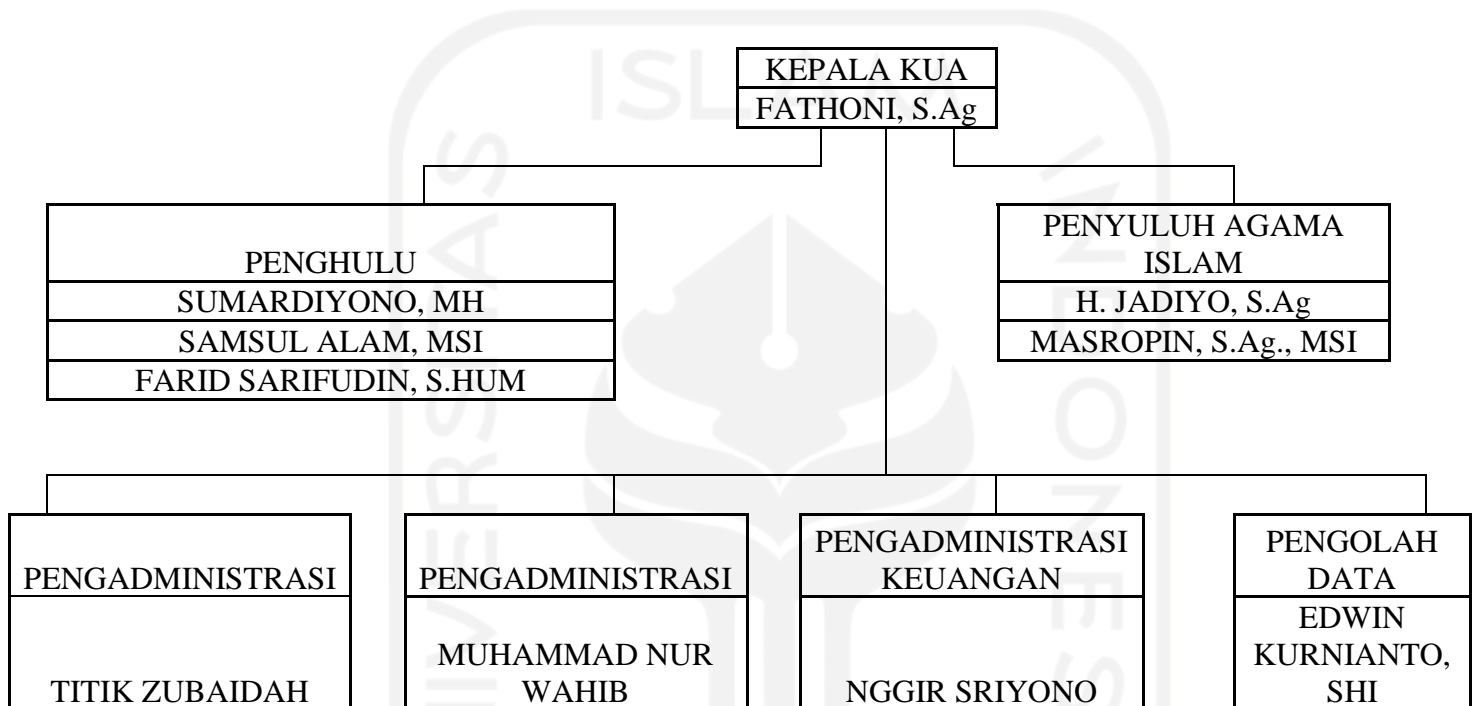 KEPALA KUA
FATHONI, S.Ag
PENGHULU
SUMARDIYONO, MH
SAMSUL ALAM, MSI
FARID SARIFUDIN, S.HUM
PENYULUH AGAMA
ISLAM
H. JADIYO, S.Ag
MASROPIN, S.Ag., MSI
PENGADMINISTRASI
TITIK ZUBAIDAH
PENGADMINISTRASI
MUHAMMAD NUR
WAHIB
PENGADMINISTRASI
KEUANGAN
NGGIR SRIYONO
PENGOLAH
DATA
EDWIN
KURNIANTO,
SHI
ISLAM